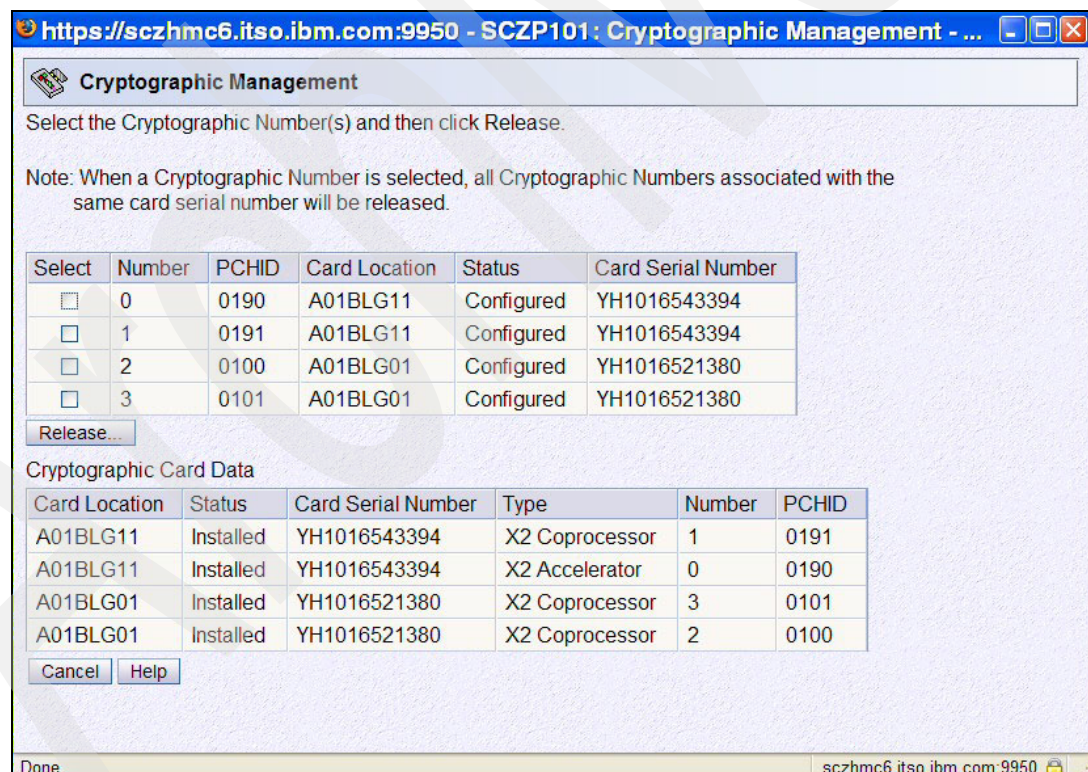 https://sczhmc6.itso.ibm.com:9950 - SCZP101: Cryptographic Management - ...
Cryptographic Management
Select the Cryptographic Number(s) and then click Release.
Note: When a Cryptographic Number is selected, all Cryptographic Numbers associated with the
same card serial number will be released.
Select Number PCHID Card Location Status Card Serial Number
0 0190 A01BLG11 Configured YH1016543394
1 0191 A01BLG11 Configured YH1016543394
2 0100 A01BLG01 Configured YH1016521380
3 0101 A01BLG01 Configured YH1016521380
Release...
Cryptographic Card Data
Card Location Status Card Serial Number Type Number PCHID
A01BLG11 Installed YH1016543394 X2 Coprocessor 1 0191
A01BLG11 Installed YH1016543394 X2 Accelerator 0 0190
A01BLG01 Installed YH1016521380 X2 Coprocessor 3 0101
A01BLG01 Installed YH1016521380 X2 Coprocessor 2 0100
Cancel Help
Done sczhmc6.itso.ibm.com:9950